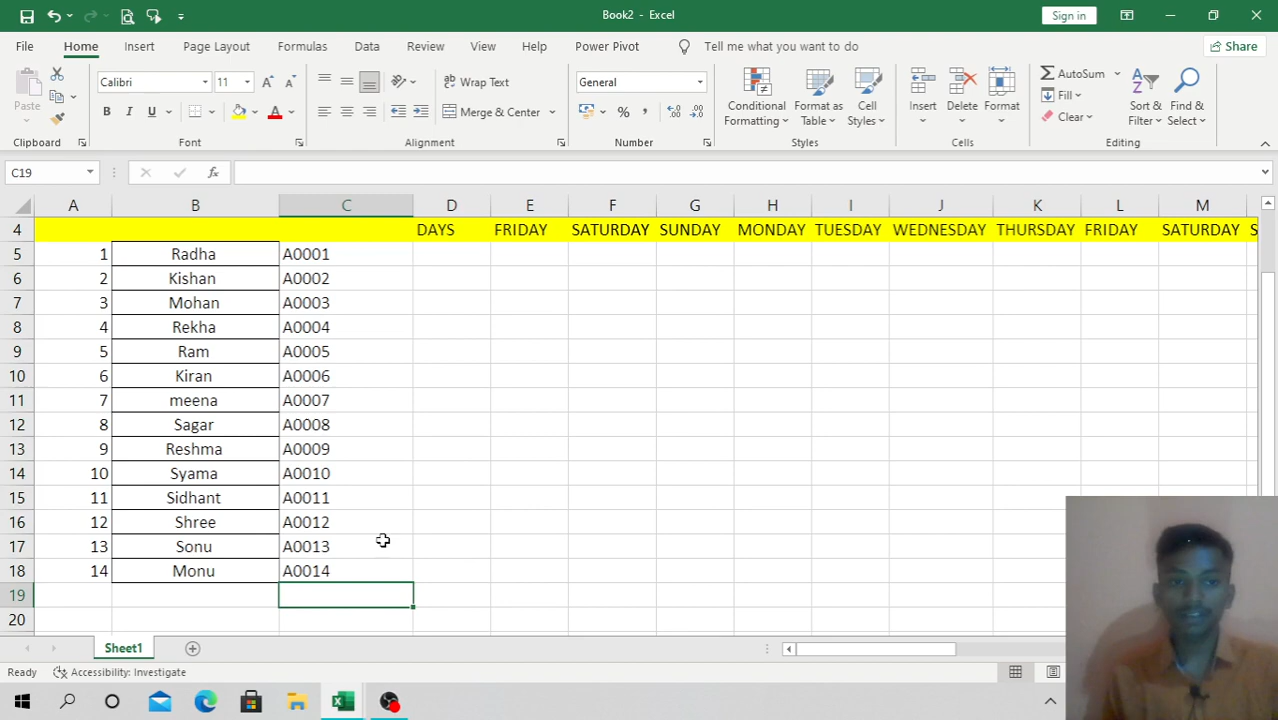 Book2 - Excel
Sign in
File Home Insert Page Layout Formulas Data Review View Help Power Pivot Tell me what you want to do Share
Paste
Calibri 11
B I U
Wrap Text
Merge & Center
General
Conditional Formatting
Format as Table
Cell Styles
Insert Delete Format
AutoSum
Fill
Clear
Sort & Filter
Find & Select
Clipboard Font Alignment Number Styles Cells Editing
C19 fx
A B C D E F G H I J K L M
4 DAYS FRIDAY SATURDAY SUNDAY MONDAY TUESDAY WEDNESDAY THURSDAY FRIDAY SATURDAY S
5 1 Radha A0001
6 2 Kishan A0002
7 3 Mohan A0003
8 4 Rekha A0004
9 5 Ram A0005
10 6 Kiran A0006
11 7 meena A0007
12 8 Sagar A0008
13 9 Reshma A0009
14 10 Syama A0010
15 11 Sidhant A0011
16 12 Shree A0012
17 13 Sonu A0013
18 14 Monu A0014
19
20
Sheet1
Ready Accessibility: Investigate